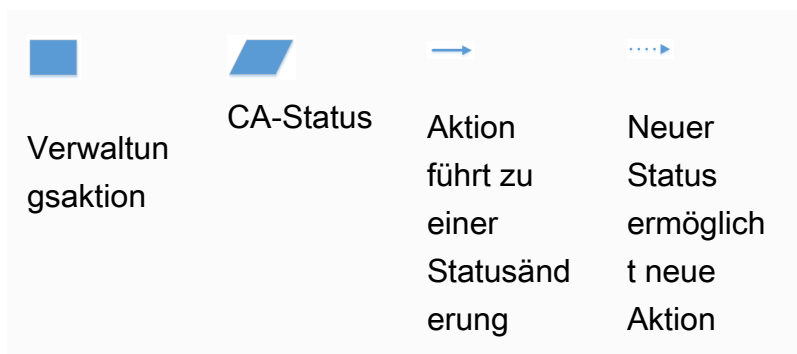 Verwaltun
gsaktion
CA-Status
Aktion
führt zu
einer
Statusänd
erung
Neuer
Status
ermöglich
t neue
Aktion